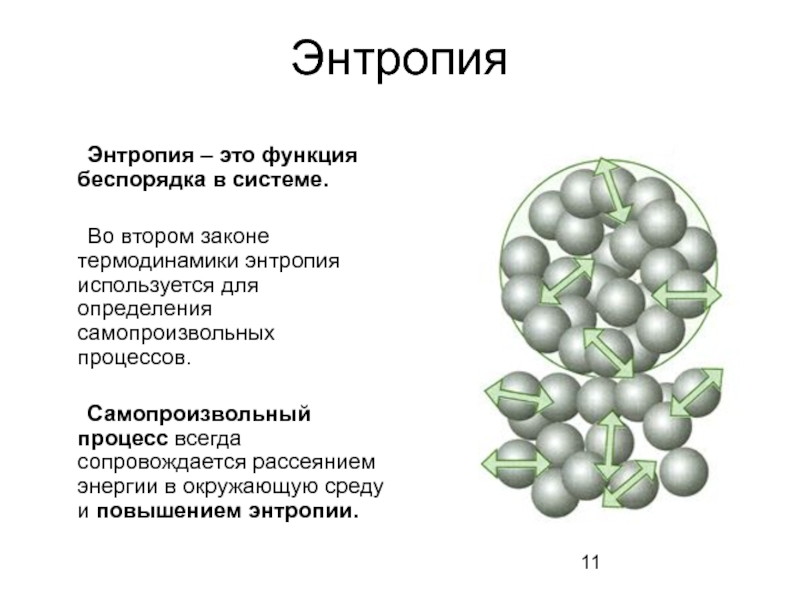 Энтропия
Энтропия – это функция
беспорядка в системе.
Во втором законе
термодинамики энтропия
используется для
определения
самопроизвольных
процессов.
Самопроизвольный
процесс всегда
сопровождается рассеянием
энергии в окружающую среду
и повышением энтропии.
11